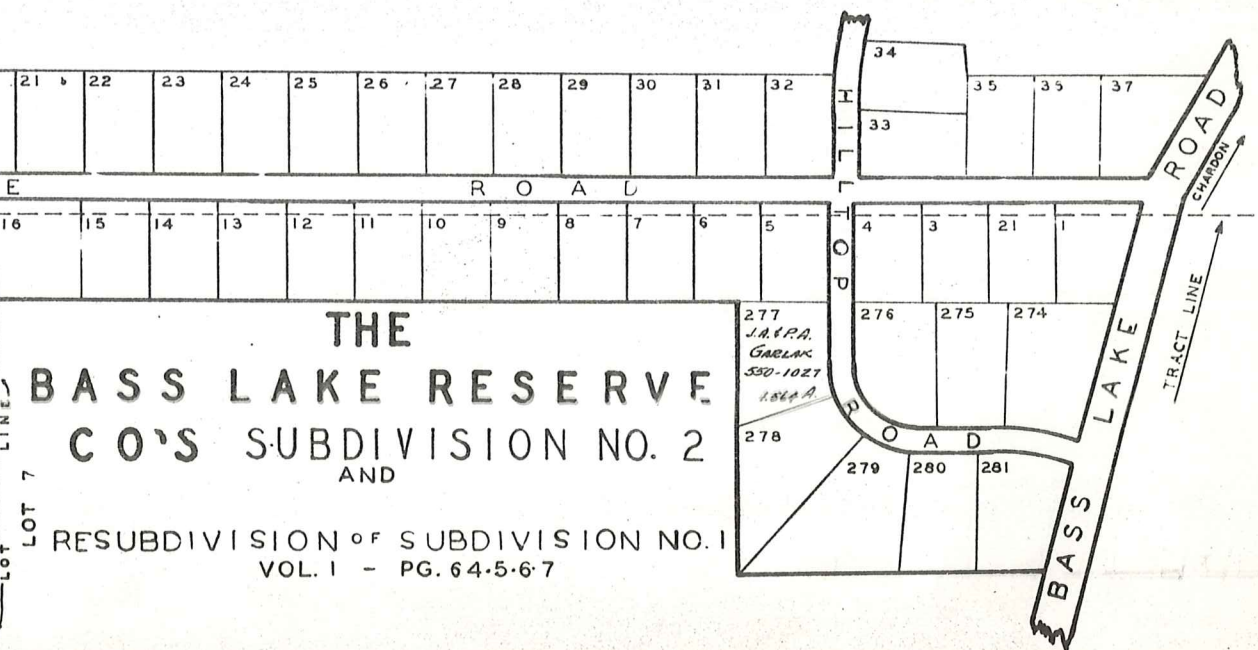 34
21 22 23 24 25 26 27 28 29 30 31 32
35 36 37
33
HILLTOP ROAD
E ROAD
CHARDON
16 15 14 13 12 11 10 9 8 7 6 5 4 3 21 1
TRACT LINE
BASS LAKE ROAD
THE
BASS LAKE RESERVE
CO'S SUBDIVISION NO. 2
AND
RESUBDIVISION OF SUBDIVISION NO. 1
VOL. 1 - PG. 64·5·6·7
LOT 7 LINE
LOT
277
J.A. & P.A.
GARLAK
550-1027
1.864 A.
276 275 274
278
279 280 281